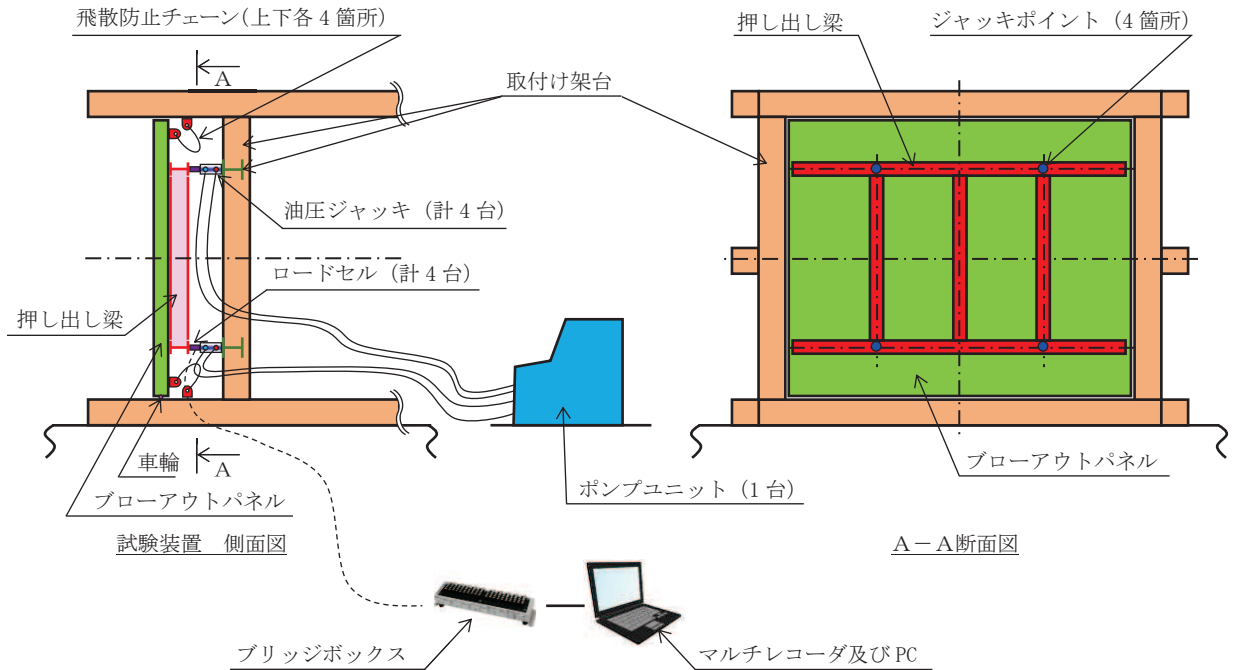 飛散防止チェーン(上下各 4 箇所)
押し出し梁
ジャッキポイント (4 箇所)
A
取付け架台
油圧ジャッキ (計 4 台)
ロードセル (計 4 台)
押し出し梁
車輪
A
ブローアウトパネル
ポンプユニット (1 台)
ブローアウトパネル
試験装置 側面図
A-A断面図
ブリッジボックス
マルチレコーダ及び PC